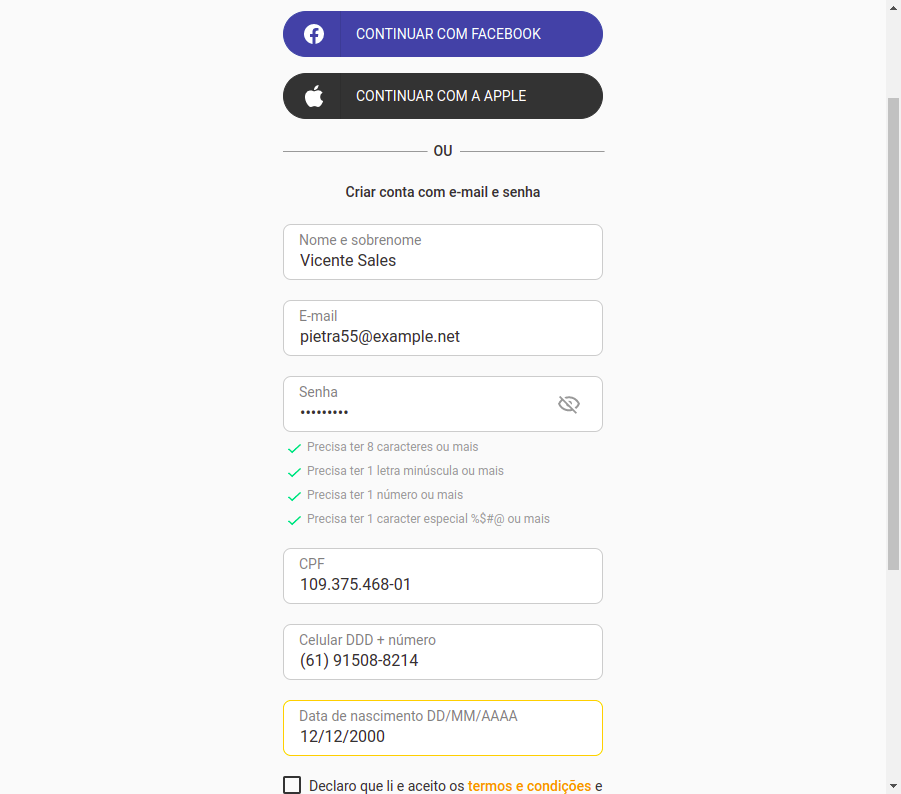 CONTINUAR COM FACEBOOK
CONTINUAR COM A APPLE
OU
Criar conta com e-mail e senha
Nome e sobrenome
Vicente Sales
E-mail
pietra55@example.net
Senha
•••••••••
Precisa ter 8 caracteres ou mais
Precisa ter 1 letra minúscula ou mais
Precisa ter 1 número ou mais
Precisa ter 1 caracter especial %$#@ ou mais
CPF
109.375.468-01
Celular DDD + número
(61) 91508-8214
Data de nascimento DD/MM/AAAA
12/12/2000
Declaro que li e aceito os termos e condições e